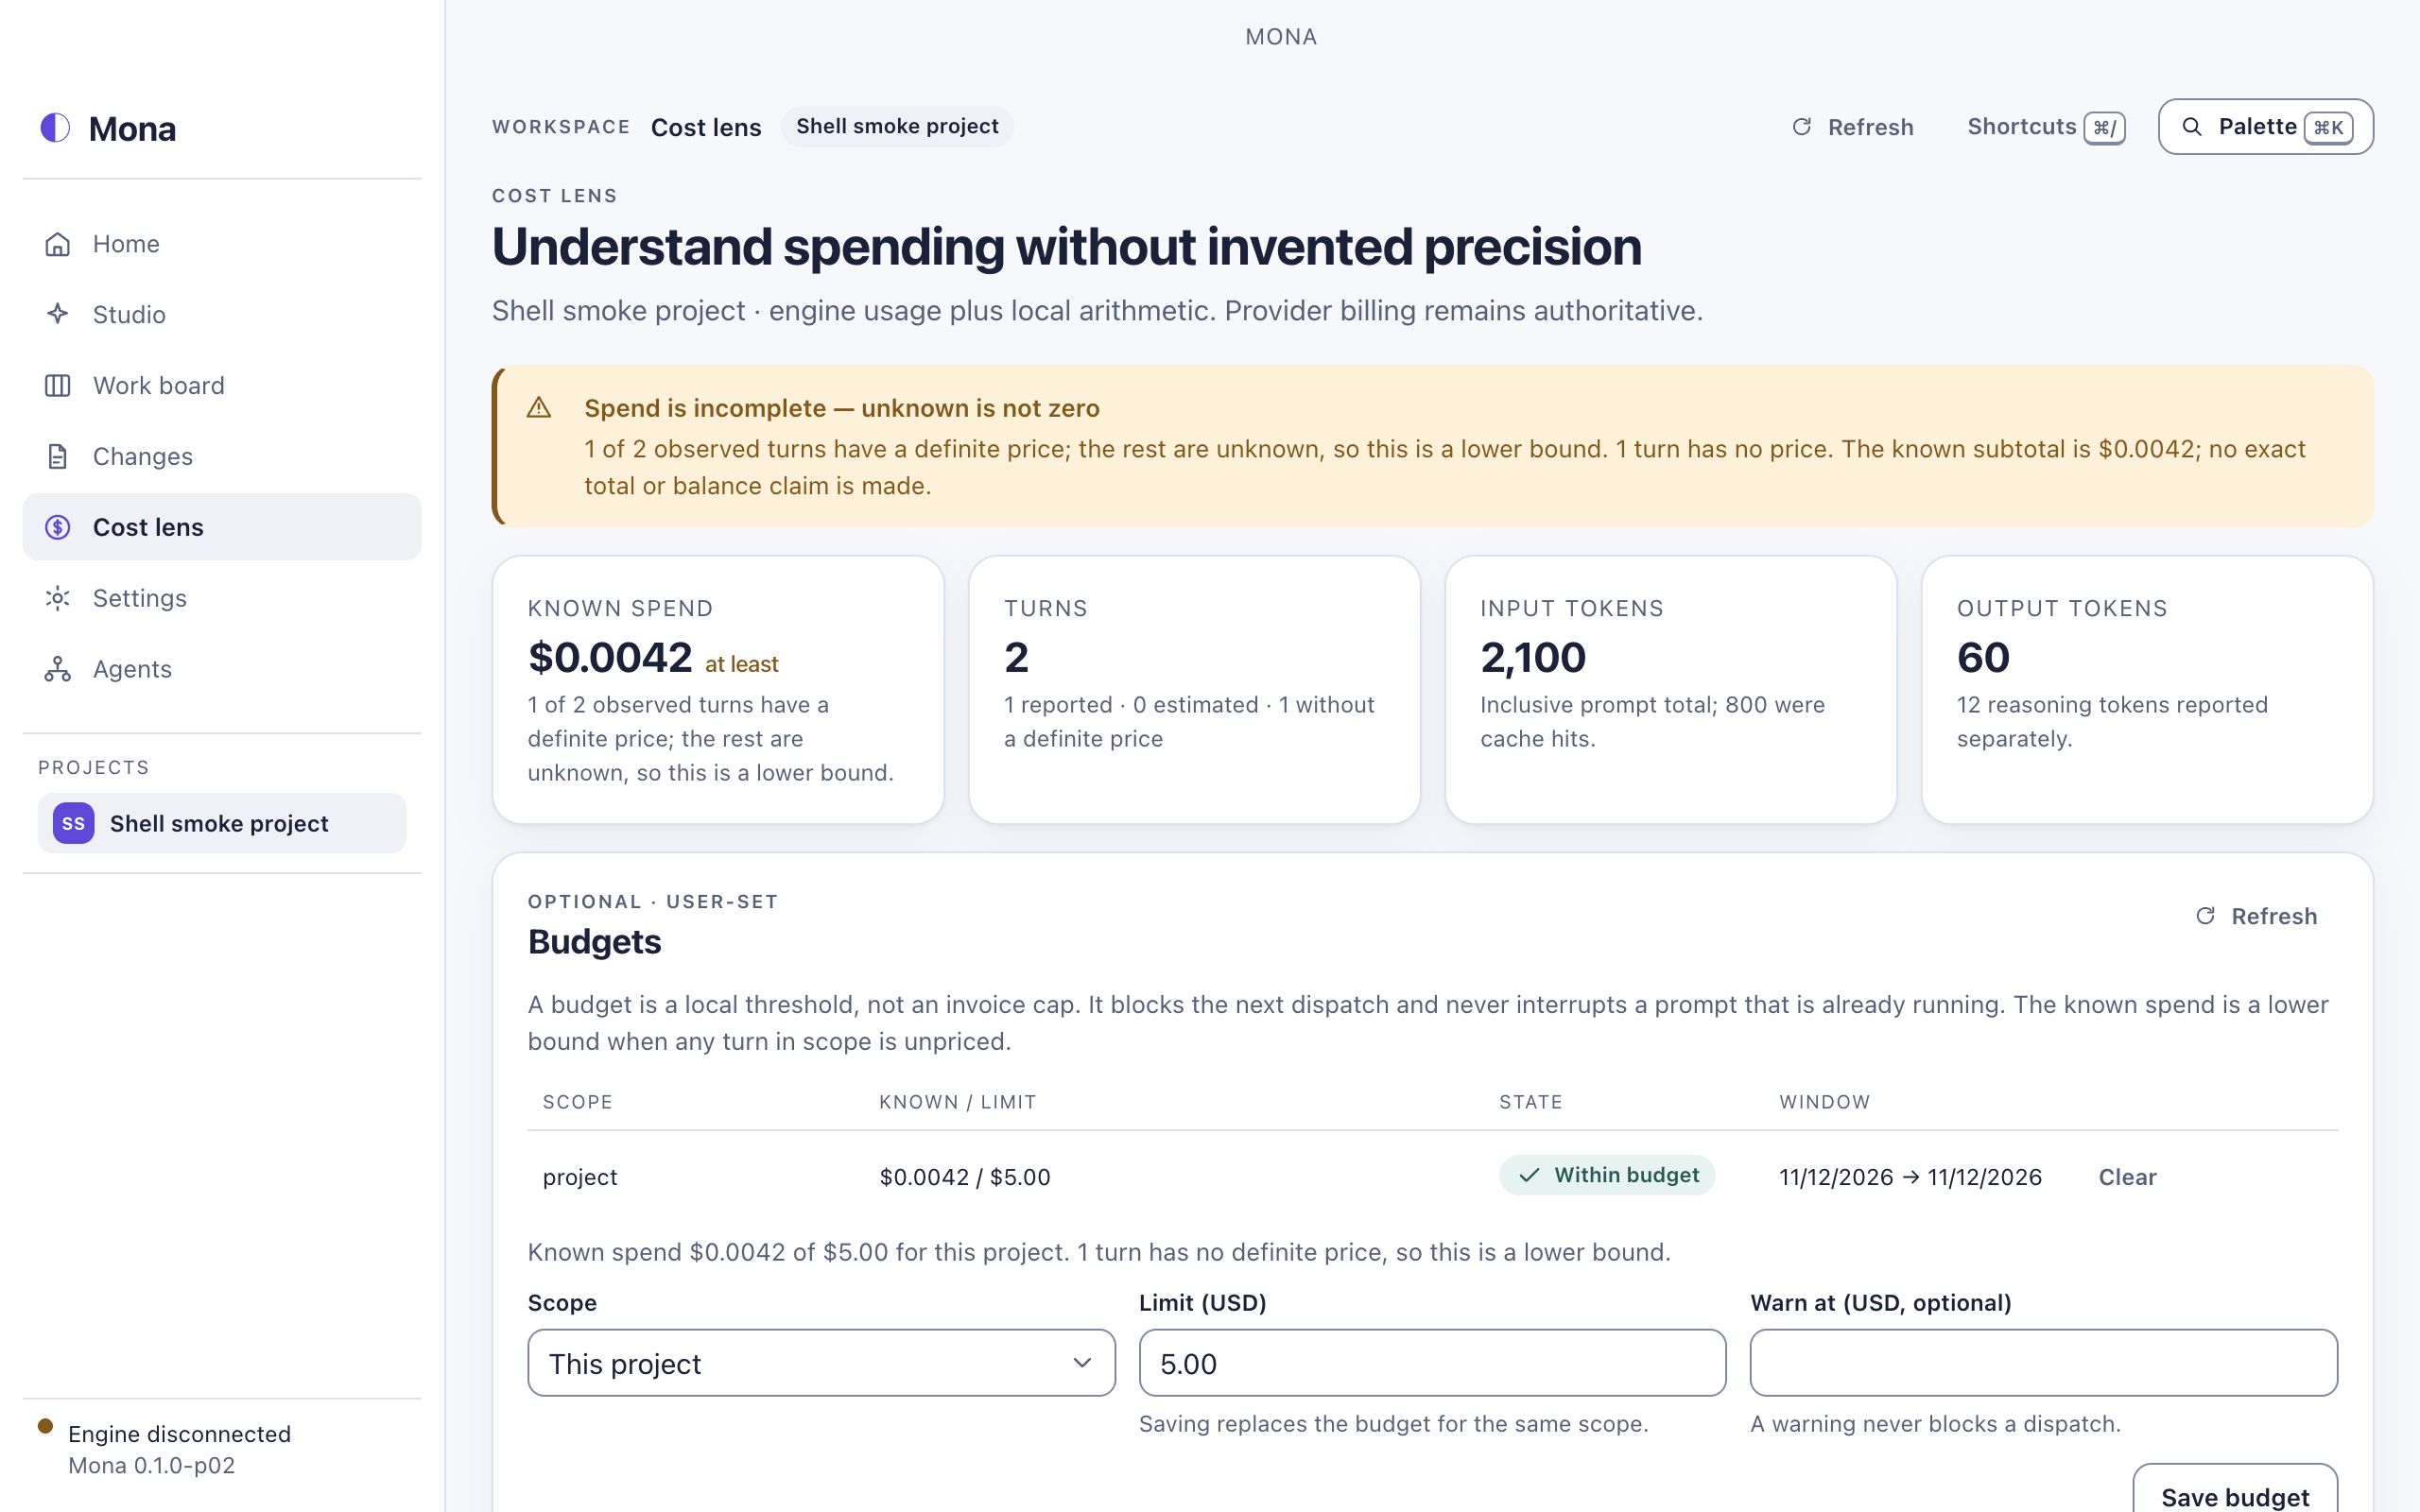 MONA
Mona
Home
Studio
Work board
Changes
Cost lens
Settings
Agents
PROJECTS
SS Shell smoke project
Engine disconnected
Mona 0.1.0-p02
WORKSPACE Cost lens Shell smoke project
Refresh Shortcuts ⌘/ Palette ⌘K
COST LENS
Understand spending without invented precision
Shell smoke project · engine usage plus local arithmetic. Provider billing remains authoritative.
Spend is incomplete — unknown is not zero
1 of 2 observed turns have a definite price; the rest are unknown, so this is a lower bound. 1 turn has no price. The known subtotal is $0.0042; no exact
total or balance claim is made.
KNOWN SPEND
$0.0042 at least
1 of 2 observed turns have a
definite price; the rest are
unknown, so this is a lower bound.
TURNS
2
1 reported · 0 estimated · 1 without
a definite price
INPUT TOKENS
2,100
Inclusive prompt total; 800 were
cache hits.
OUTPUT TOKENS
60
12 reasoning tokens reported
separately.
OPTIONAL · USER-SET
Budgets
Refresh
A budget is a local threshold, not an invoice cap. It blocks the next dispatch and never interrupts a prompt that is already running. The known spend is a lower
bound when any turn in scope is unpriced.
SCOPE KNOWN / LIMIT STATE WINDOW
project $0.0042 / $5.00 Within budget 11/12/2026 → 11/12/2026 Clear
Known spend $0.0042 of $5.00 for this project. 1 turn has no definite price, so this is a lower bound.
Scope
This project
Limit (USD)
5.00
Saving replaces the budget for the same scope.
Warn at (USD, optional)
A warning never blocks a dispatch.
Save budget